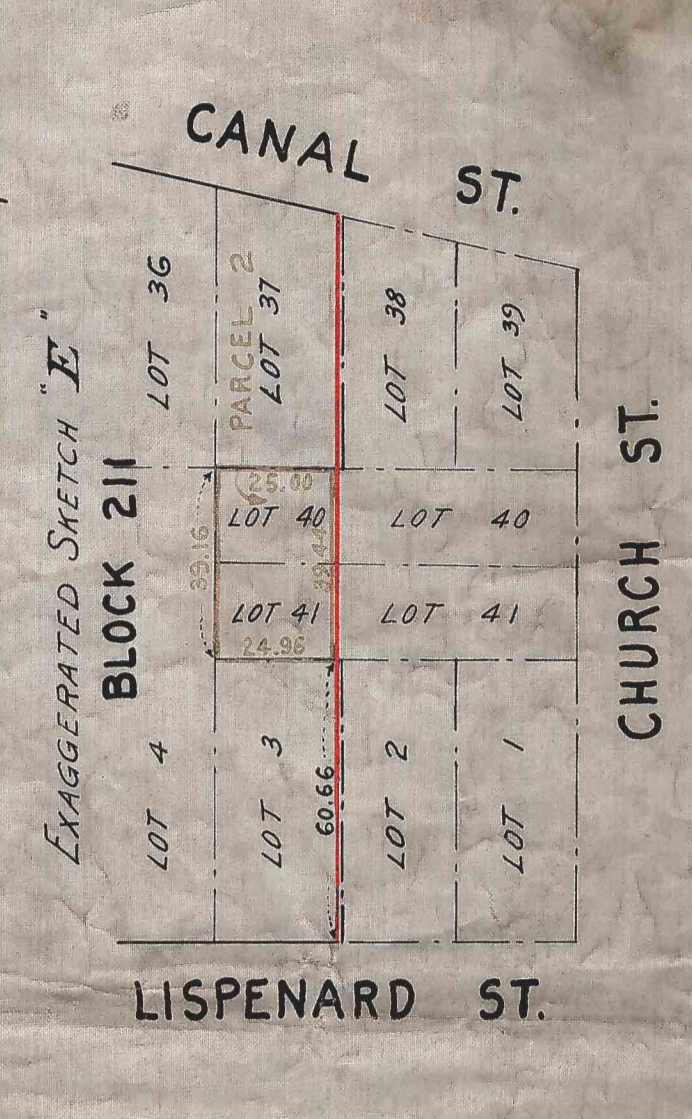 CANAL ST.
EXAGGERATED SKETCH "E"
BLOCK 211
LOT 36
PARCEL 2
LOT 37
LOT 38
LOT 39
25.00
LOT 40
LOT 40
39.16
39.44
LOT 41
LOT 41
24.96
CHURCH ST.
LOT 4
LOT 3
60.66
LOT 2
LOT 1
LISPENARD ST.